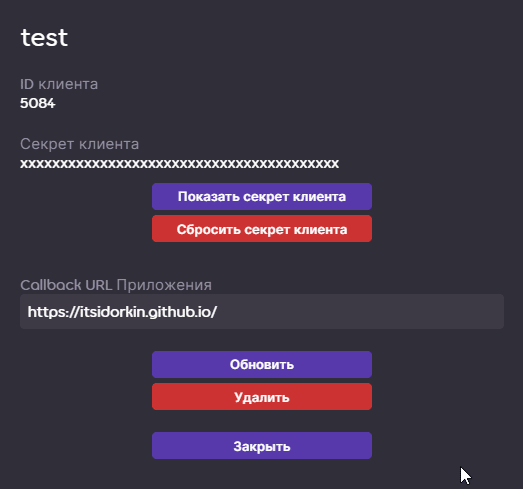 test
ID клиента
5084
Секрет клиента
xxxxxxxxxxxxxxxxxxxxxxxxxxxxxxxxxxxxxxxx
Показать секрет клиента
Сбросить секрет клиента
Callback URL Приложения
https://itsidorkin.github.io/
Обновить
Удалить
Закрыть